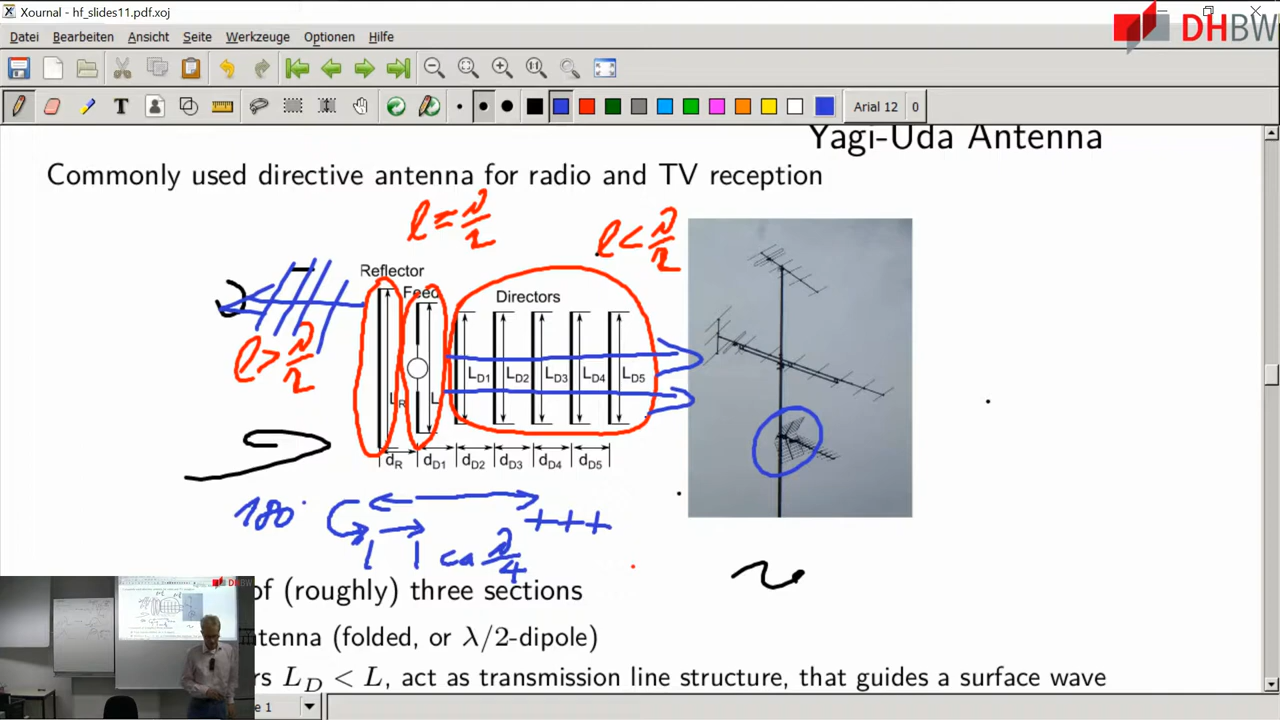 Xournal - hf_slides11.pdf.xoj
DHBW
Datei Bearbeiten Ansicht Seite Werkzeuge Optionen Hilfe
Arial 12 0
Yagi-Uda Antenna
Commonly used directive antenna for radio and TV reception
l = λ/2
l < λ/2
Reflector
Feed
Directors
l > λ/2
L_R L L_D1 L_D2 L_D3 L_D4 L_D5
d_R d_D1 d_D2 d_D3 d_D4 d_D5
180°
ca λ/4
of (roughly) three sections
ntenna (folded, or λ/2-dipole)
rs L_D < L, act as transmission line structure, that guides a surface wave
e 1